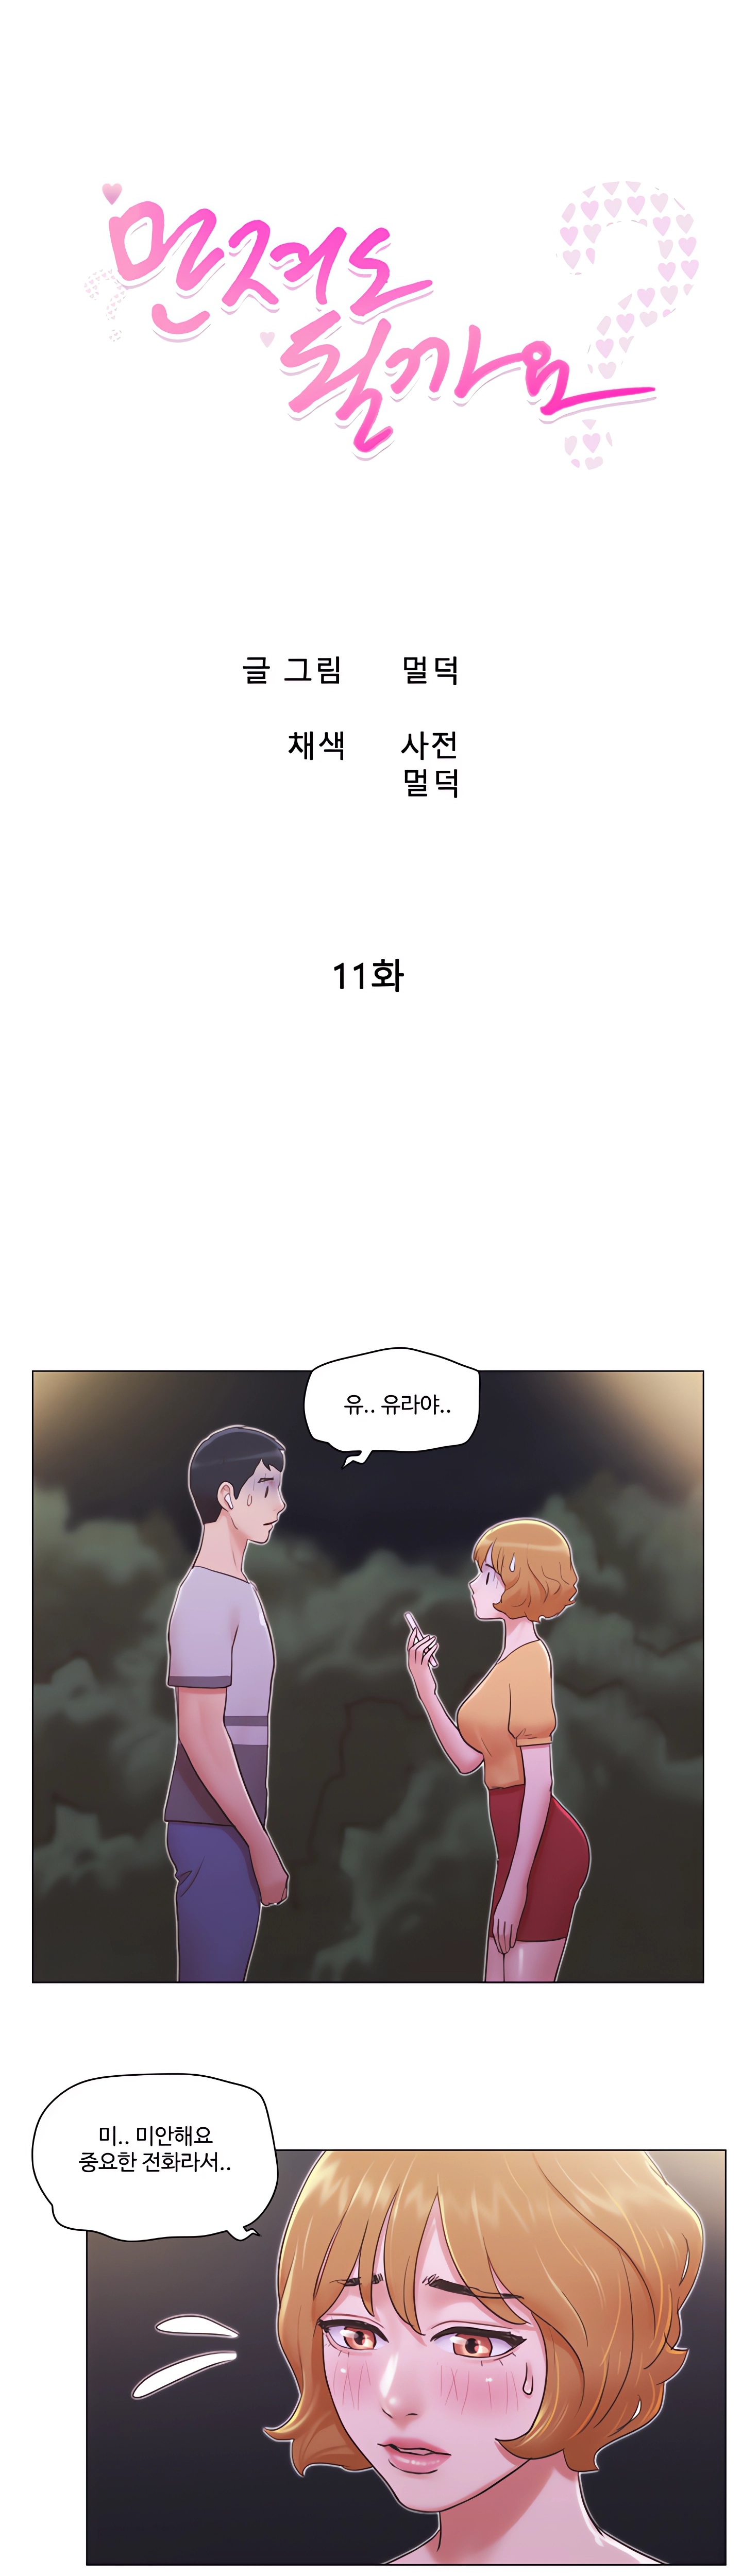 만져도
될까요?
글 그림 멀덕
채색 사전
멀덕
11화
유.. 유라야..
미.. 미안해요
중요한 전화라서..